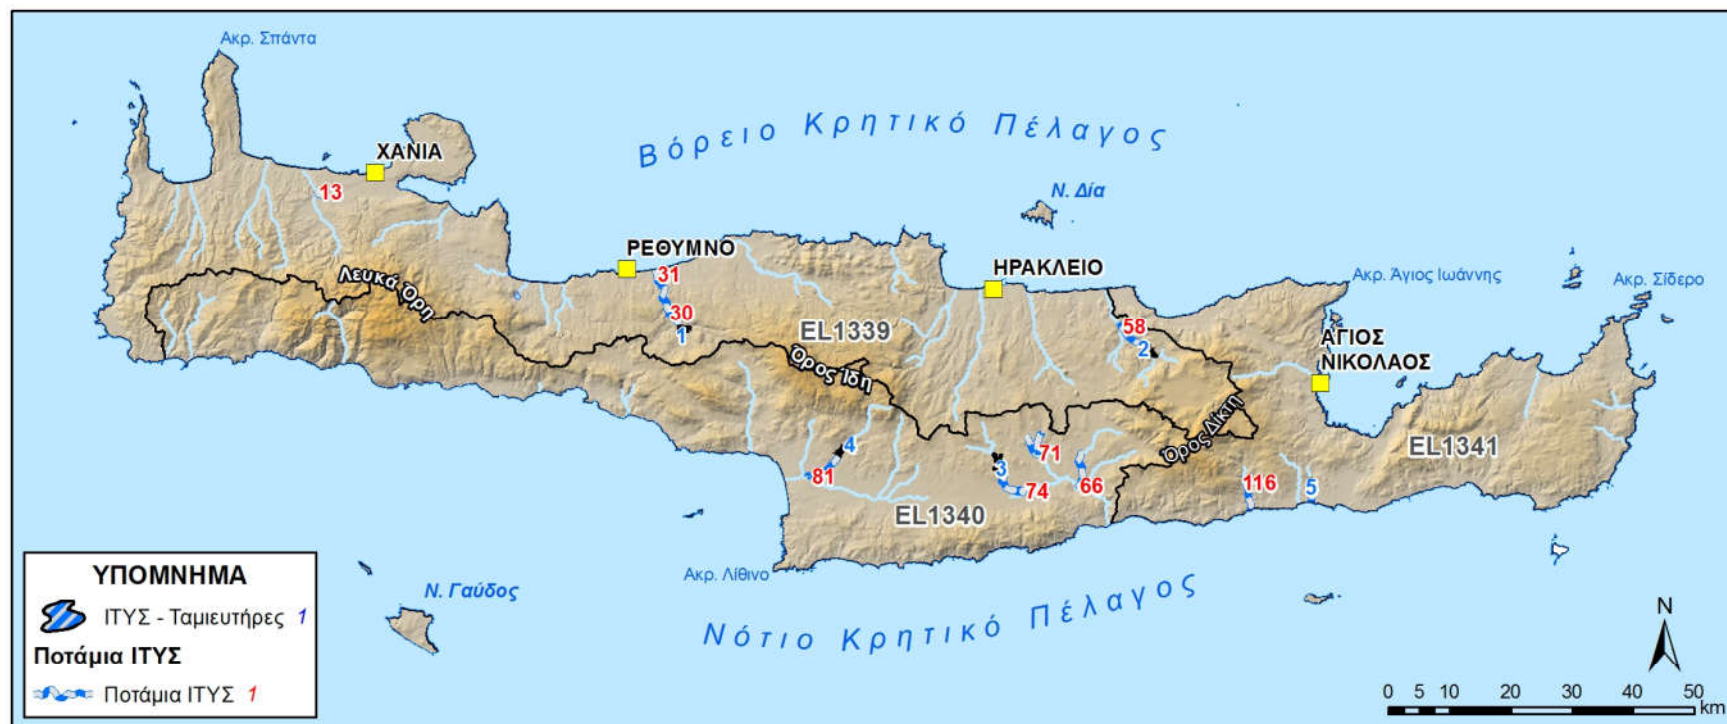 Ακρ. Σπάντα
Βόρειο Κρητικό Πέλαγος
ΧΑΝΙΑ
13
Ν. Δία
ΡΕΘΥΜΝΟ
31
ΗΡΑΚΛΕΙΟ
Ακρ. Άγιος Ιωάννης
Ακρ. Σίδερο
Λευκά Όρη
30
1
EL1339
58
2
ΑΓΙΟΣ
ΝΙΚΟΛΑΟΣ
Όρος Ίδη
Όρος Δίκτη
EL1341
4
71
81
3
74
66
116
5
EL1340
Ακρ. Λίθινο
Ν. Γαύδος
Νότιο Κρητικό Πέλαγος
ΥΠΟΜΝΗΜΑ
ΙΤΥΣ - Ταμιευτήρες 1
Ποτάμια ΙΤΥΣ
Ποτάμια ΙΤΥΣ 1
N
0 5 10 20 30 40 50
km